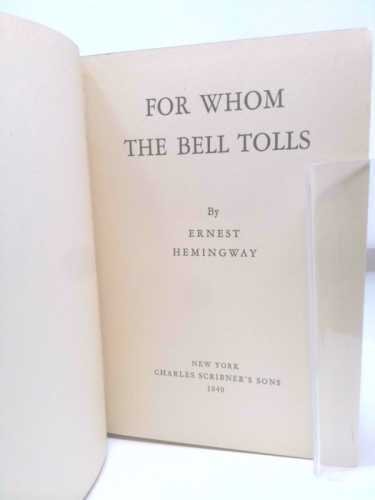 FOR WHOM
THE BELL TOLLS
By
ERNEST
HEMINGWAY
NEW YORK
CHARLES SCRIBNER'S SONS
1940